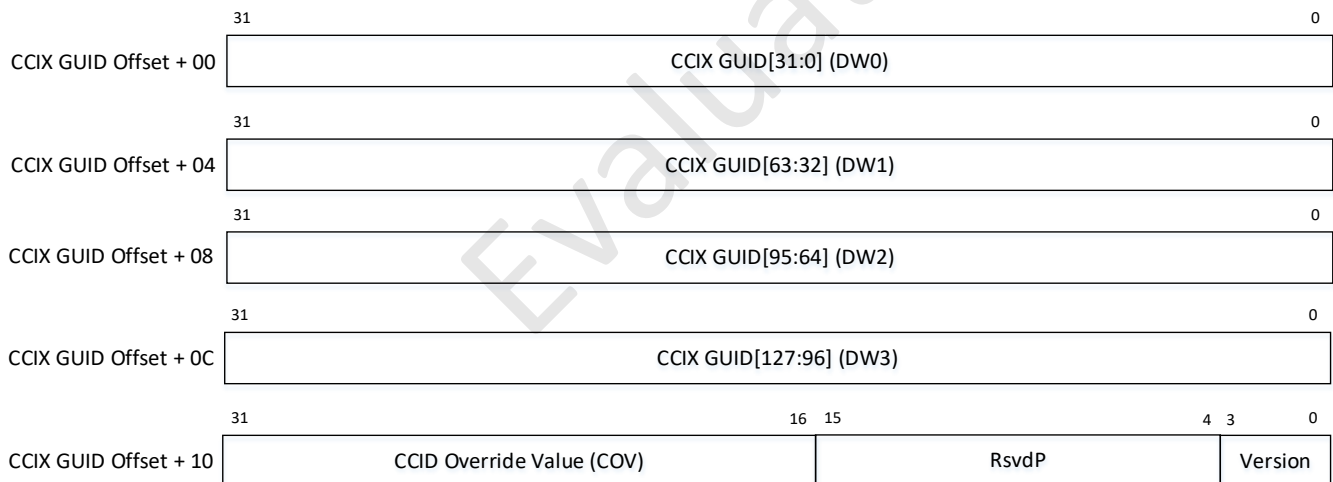 31 0
CCIX GUID Offset + 00 CCIX GUID[31:0] (DW0)
31 0
CCIX GUID Offset + 04 CCIX GUID[63:32] (DW1)
31 0
CCIX GUID Offset + 08 CCIX GUID[95:64] (DW2)
31 0
CCIX GUID Offset + 0C CCIX GUID[127:96] (DW3)
31 16 15 4 3 0
CCIX GUID Offset + 10 CCID Override Value (COV) RsvdP Version
Evalua